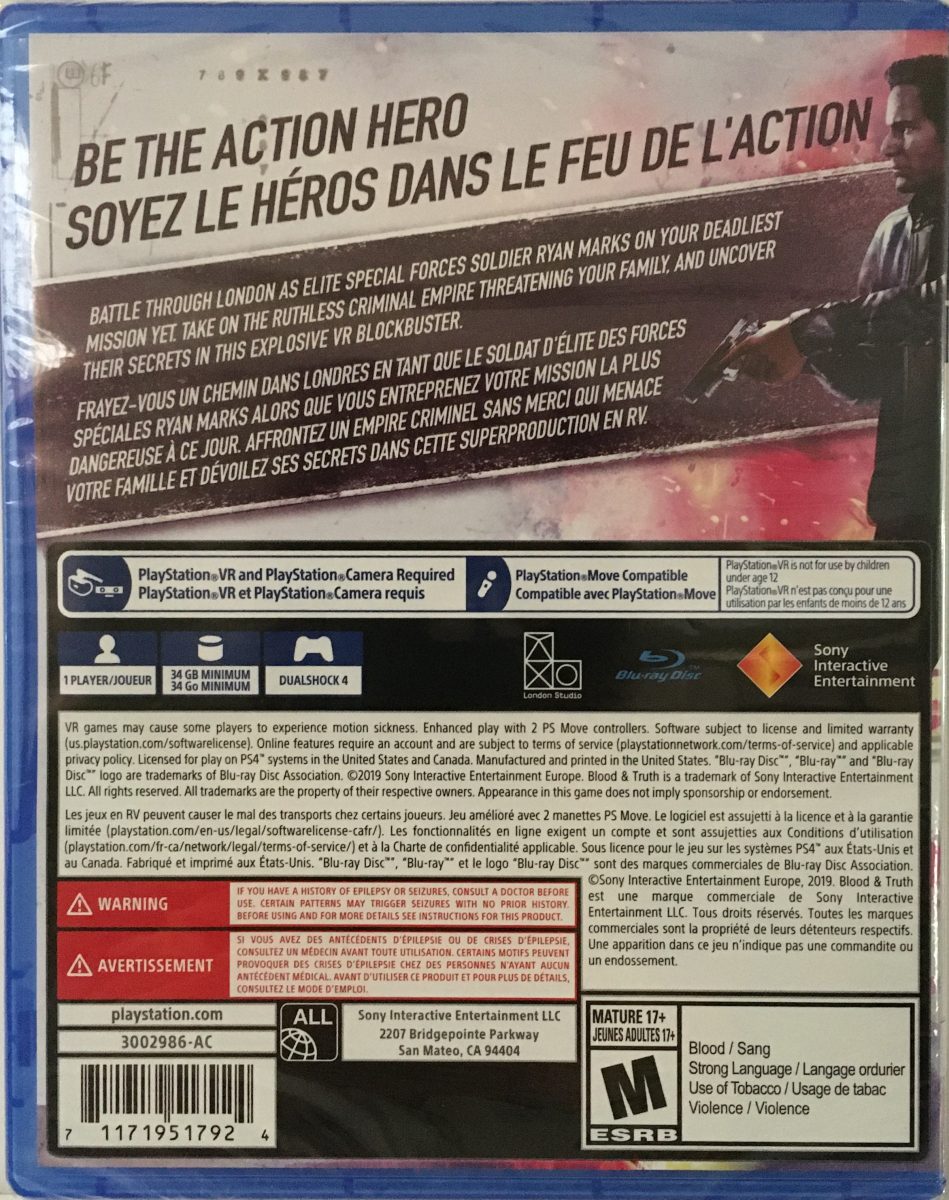 769X987
BE THE ACTION HERO
SOYEZ LE HÉROS DANS LE FEU DE L'ACTION
BATTLE THROUGH LONDON AS ELITE SPECIAL FORCES SOLDIER RYAN MARKS ON YOUR DEADLIEST
MISSION YET. TAKE ON THE RUTHLESS CRIMINAL EMPIRE THREATENING YOUR FAMILY, AND UNCOVER
THEIR SECRETS IN THIS EXPLOSIVE VR BLOCKBUSTER.
FRAYEZ-VOUS UN CHEMIN DANS LONDRES EN TANT QUE LE SOLDAT D'ÉLITE DES FORCES
SPÉCIALES RYAN MARKS ALORS QUE VOUS ENTREPRENEZ VOTRE MISSION LA PLUS
DANGEREUSE À CE JOUR. AFFRONTEZ UN EMPIRE CRIMINEL SANS MERCI QUI MENACE
VOTRE FAMILLE ET DÉVOILEZ SES SECRETS DANS CETTE SUPERPRODUCTION EN RV.
PlayStation®VR and PlayStation®Camera Required
PlayStation®VR et PlayStation®Camera requis
PlayStation®Move Compatible
Compatible avec PlayStation®Move
PlayStation®VR is not for use by children
under age 12
PlayStation®VR n'est pas conçu pour une
utilisation par les enfants de moins de 12 ans
1 PLAYER/JOUEUR
34 GB MINIMUM
34 Go MINIMUM
DUALSHOCK 4
London Studio
Blu-ray Disc™
Sony
Interactive
Entertainment
VR games may cause some players to experience motion sickness. Enhanced play with 2 PS Move controllers. Software subject to license and limited warranty
(us.playstation.com/softwarelicense). Online features require an account and are subject to terms of service (playstationnetwork.com/terms-of-service) and applicable
privacy policy. Licensed for play on PS4™ systems in the United States and Canada. Manufactured and printed in the United States. "Blu-ray Disc™", "Blu-ray™" and "Blu-ray
Disc™" logo are trademarks of Blu-ray Disc Association. ©2019 Sony Interactive Entertainment Europe. Blood & Truth is a trademark of Sony Interactive Entertainment
LLC. All rights reserved. All trademarks are the property of their respective owners. Appearance in this game does not imply sponsorship or endorsement.
Les jeux en RV peuvent causer le mal des transports chez certains joueurs. Jeu amélioré avec 2 manettes PS Move. Le logiciel est assujetti à la licence et à la garantie
limitée (playstation.com/en-us/legal/softwarelicense-cafr/). Les fonctionnalités en ligne exigent un compte et sont assujetties aux Conditions d'utilisation
(playstation.com/fr-ca/network/legal/terms-of-service/) et à la Charte de confidentialité applicable. Sous licence pour le jeu sur les systèmes PS4™ aux États-Unis et
au Canada. Fabriqué et imprimé aux États-Unis. "Blu-ray Disc™", "Blu-ray™" et le logo "Blu-ray Disc™" sont des marques commerciales de Blu-ray Disc Association.
©Sony Interactive Entertainment Europe, 2019. Blood & Truth
est une marque commerciale de Sony Interactive
Entertainment LLC. Tous droits réservés. Toutes les marques
commerciales sont la propriété de leurs détenteurs respectifs.
Une apparition dans ce jeu n'indique pas une commandite ou
un endossement.
WARNING
IF YOU HAVE A HISTORY OF EPILEPSY OR SEIZURES, CONSULT A DOCTOR BEFORE
USE. CERTAIN PATTERNS MAY TRIGGER SEIZURES WITH NO PRIOR HISTORY.
BEFORE USING AND FOR MORE DETAILS SEE INSTRUCTIONS FOR THIS PRODUCT.
AVERTISSEMENT
SI VOUS AVEZ DES ANTÉCÉDENTS D'ÉPILEPSIE OU DE CRISES D'ÉPILEPSIE,
CONSULTEZ UN MÉDECIN AVANT TOUTE UTILISATION. CERTAINS MOTIFS PEUVENT
PROVOQUER DES CRISES D'ÉPILEPSIE CHEZ DES PERSONNES N'AYANT AUCUN
ANTÉCÉDENT MÉDICAL. AVANT D'UTILISER CE PRODUIT ET POUR PLUS DE DÉTAILS,
CONSULTEZ LE MODE D'EMPLOI.
playstation.com
3002986-AC
ALL
Sony Interactive Entertainment LLC
2207 Bridgepointe Parkway
San Mateo, CA 94404
7 11719 51792 4
MATURE 17+
JEUNES ADULTES 17+
M
ESRB
Blood / Sang
Strong Language / Langage ordurier
Use of Tobacco / Usage de tabac
Violence / Violence